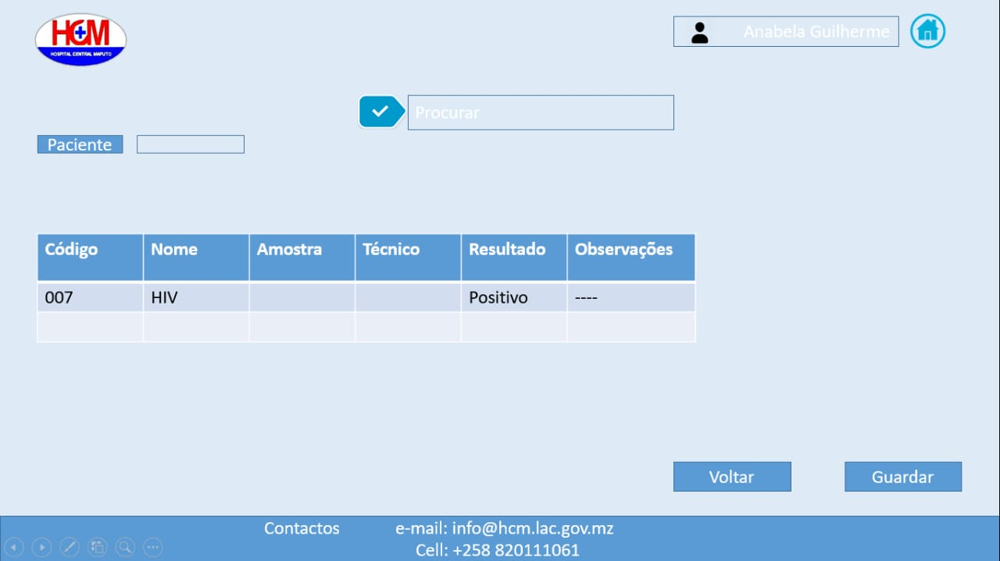 HCM
HOSPITAL CENTRAL MAPUTO
Anabela Guilherme
Procurar
Paciente
Código Nome Amostra Técnico Resultado Observações
007 HIV Positivo ----
Voltar Guardar
Contactos e-mail: info@hcm.lac.gov.mz
Cell: +258 820111061